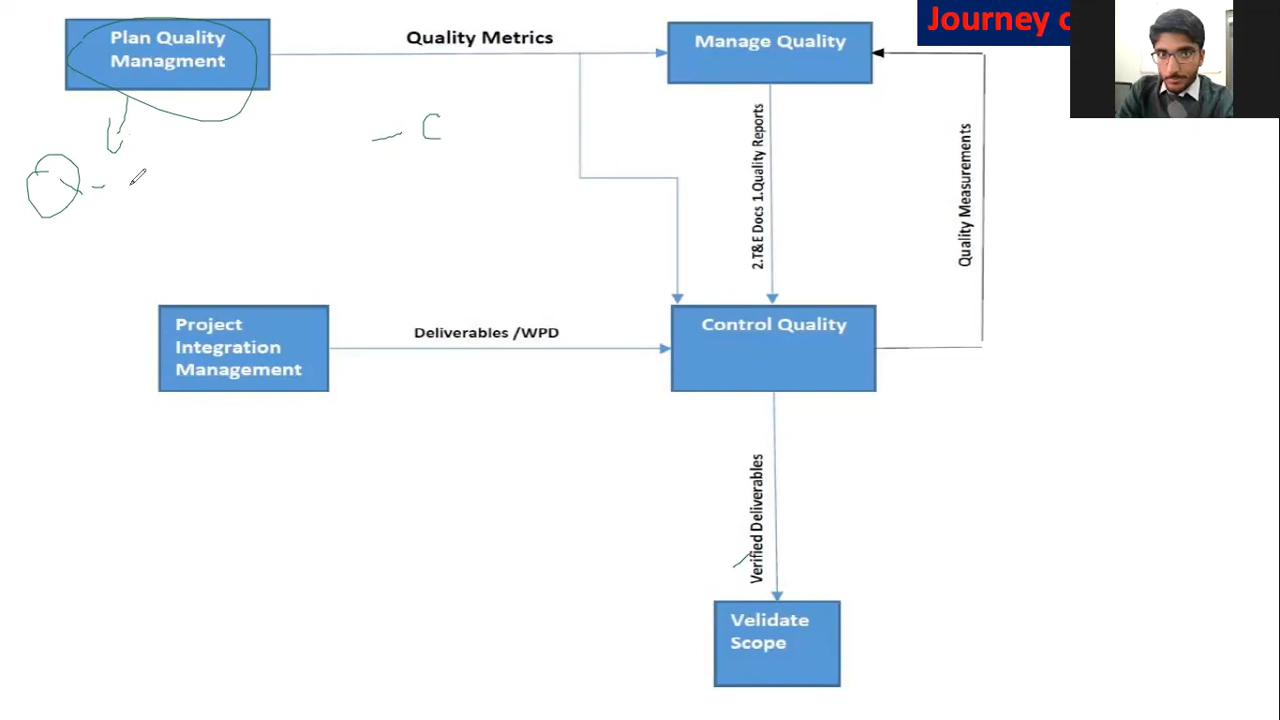 Journey
Plan Quality
Managment
Quality Metrics
Manage Quality
C
Q -
2.T&E Docs 1.Quality Reports
Quality Measurements
Project
Integration
Management
Deliverables /WPD
Control Quality
Verified Deliverables
Velidate
Scope